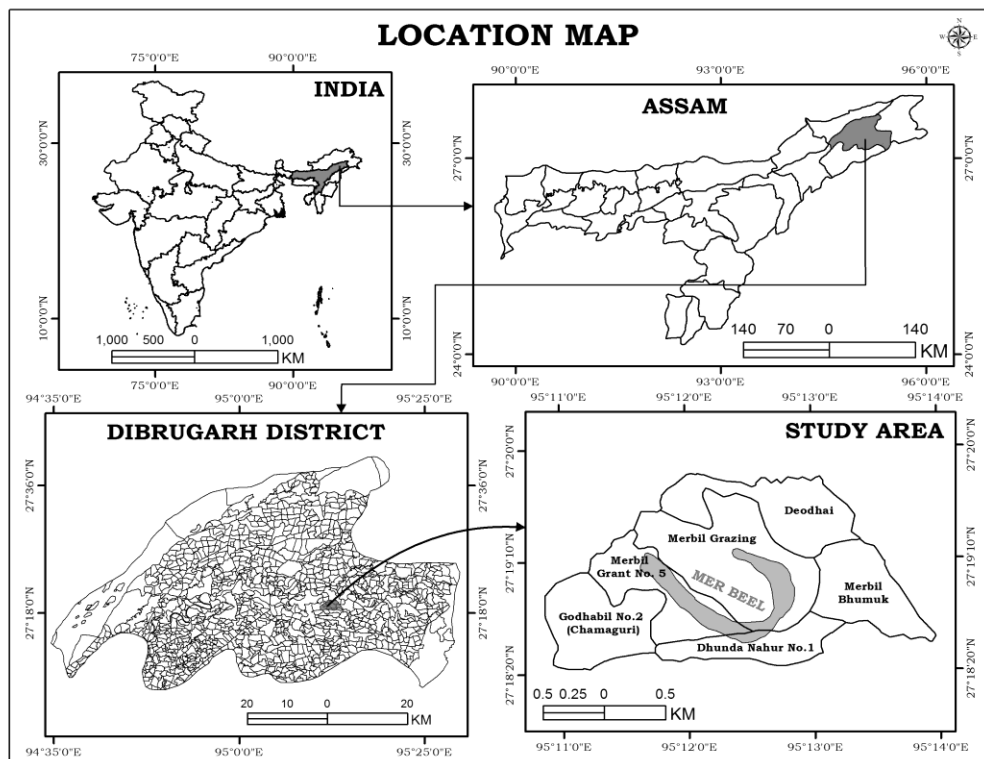 LOCATION MAP
N
W E
S
75°0'0"E 90°0'0"E
INDIA
30°0'0"N 30°0'0"N
10°0'0"N 10°0'0"N
1,000 500 0 1,000
KM
75°0'0"E 90°0'0"E
90°0'0"E 93°0'0"E 96°0'0"E
ASSAM
27°0'0"N 27°0'0"N
24°0'0"N 24°0'0"N
140 70 0 140
KM
90°0'0"E 93°0'0"E 96°0'0"E
94°35'0"E 95°0'0"E 95°25'0"E
DIBRUGARH DISTRICT
27°36'0"N 27°36'0"N
27°18'0"N 27°18'0"N
20 10 0 20
KM
94°35'0"E 95°0'0"E 95°25'0"E
95°11'0"E 95°12'0"E 95°13'0"E 95°14'0"E
STUDY AREA
27°20'0"N 27°20'0"N
Deodhai
Merbil Grazing
27°19'10"N 27°19'10"N
Merbil
Grant No. 5
MER BEEL
Merbil
Bhumuk
Godhabil No.2
(Chamaguri)
Dhunda Nahur No.1
27°18'20"N 27°18'20"N
0.5 0.25 0 0.5
KM
95°11'0"E 95°12'0"E 95°13'0"E 95°14'0"E